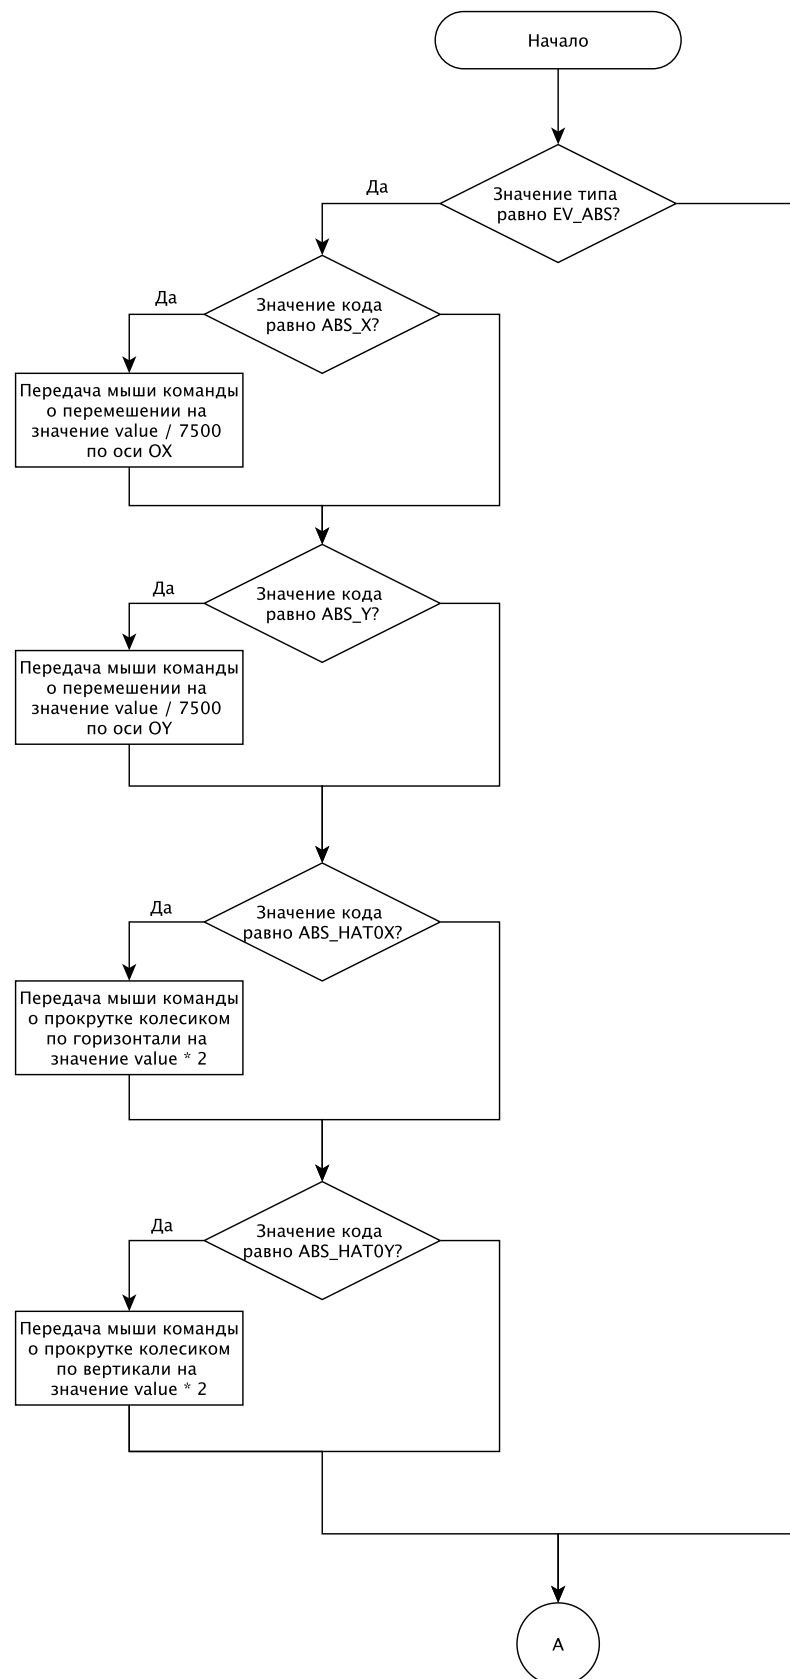 Начало
Значение типа
равно EV_ABS?
Да
Значение кода
равно ABS_X?
Да
Передача мыши команды
о перемешении на
значение value / 7500
по оси OX
Значение кода
равно ABS_Y?
Да
Передача мыши команды
о перемешении на
значение value / 7500
по оси OY
Значение кода
равно ABS_HAT0X?
Да
Передача мыши команды
о прокрутке колесиком
по горизонтали на
значение value * 2
Значение кода
равно ABS_HAT0Y?
Да
Передача мыши команды
о прокрутке колесиком
по вертикали на
значение value * 2
A